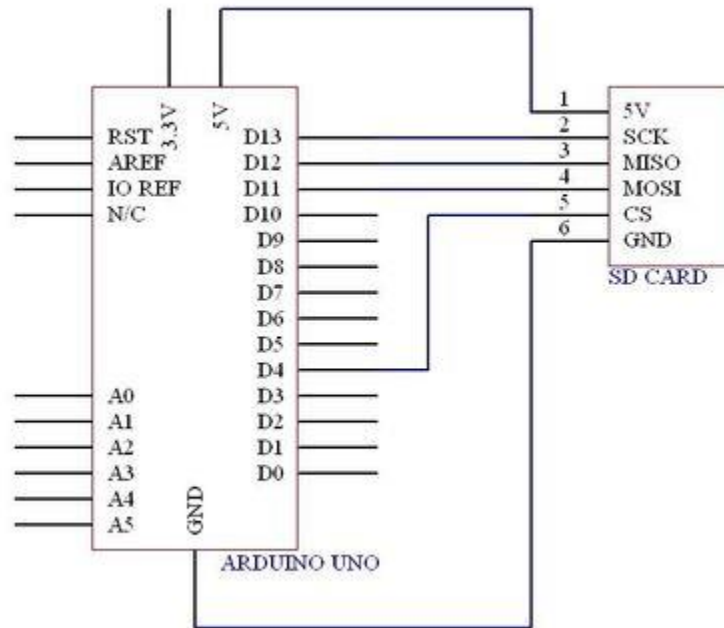 3.3V
5V
RST
AREF
IO REF
N/C
A0
A1
A2
A3
A4
A5
D13
D12
D11
D10
D9
D8
D7
D6
D5
D4
D3
D2
D1
D0
GND
ARDUINO UNO
1
2
3
4
5
6
5V
SCK
MISO
MOSI
CS
GND
SD CARD